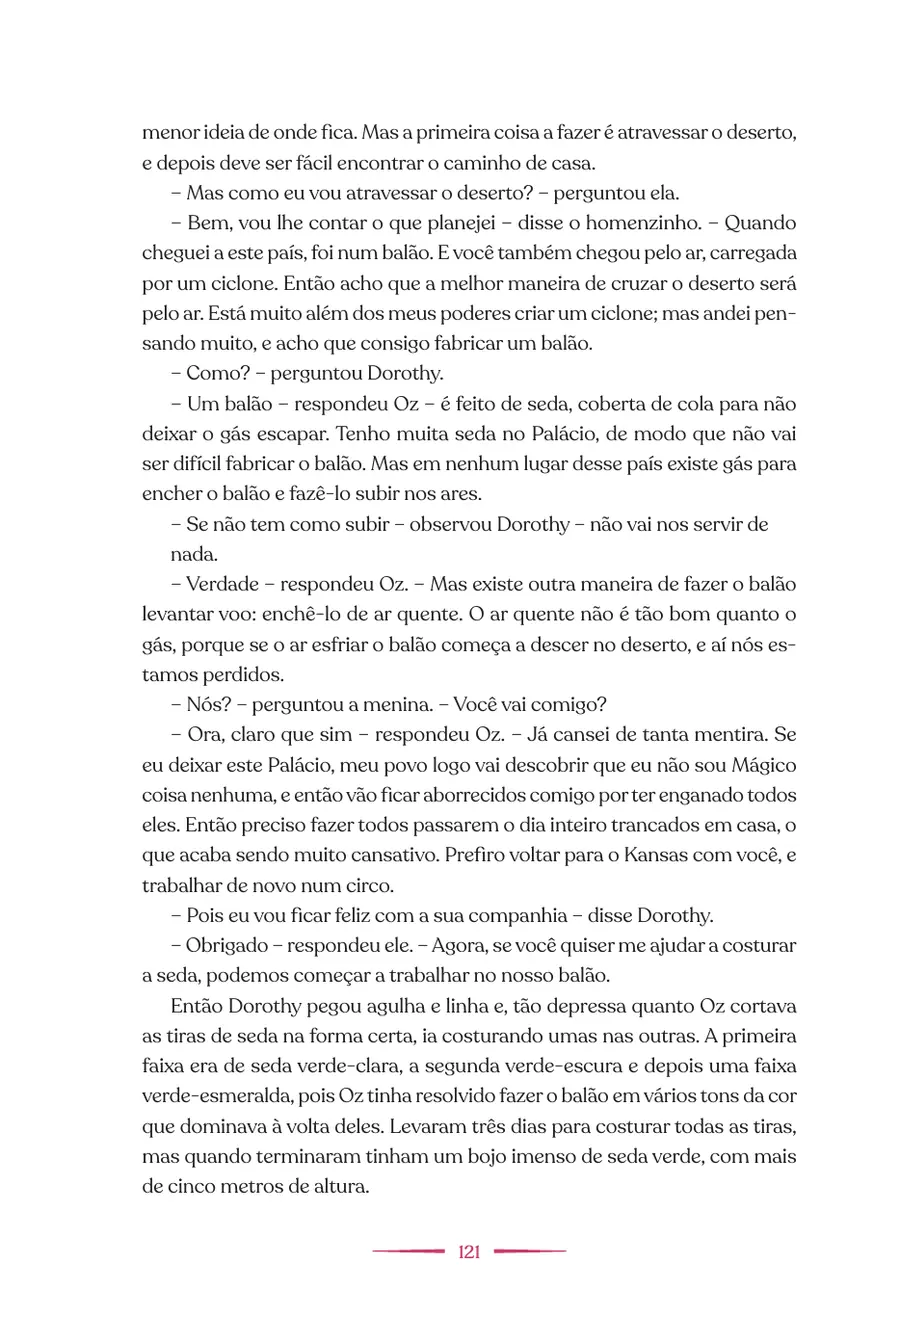 menor ideia de onde fica. Mas a primeira coisa a fazer é atravessar o deserto,
e depois deve ser fácil encontrar o caminho de casa.
– Mas como eu vou atravessar o deserto? – perguntou ela.
– Bem, vou lhe contar o que planejei – disse o homenzinho. – Quando
cheguei a este país, foi num balão. E você também chegou pelo ar, carregada
por um ciclone. Então acho que a melhor maneira de cruzar o deserto será
pelo ar. Está muito além dos meus poderes criar um ciclone; mas andei pen-
sando muito, e acho que consigo fabricar um balão.
– Como? – perguntou Dorothy.
– Um balão – respondeu Oz – é feito de seda, coberta de cola para não
deixar o gás escapar. Tenho muita seda no Palácio, de modo que não vai
ser difícil fabricar o balão. Mas em nenhum lugar desse país existe gás para
encher o balão e fazê-lo subir nos ares.
– Se não tem como subir – observou Dorothy – não vai nos servir de
nada.
– Verdade – respondeu Oz. – Mas existe outra maneira de fazer o balão
levantar voo: enchê-lo de ar quente. O ar quente não é tão bom quanto o
gás, porque se o ar esfriar o balão começa a descer no deserto, e aí nós es-
tamos perdidos.
– Nós? – perguntou a menina. – Você vai comigo?
– Ora, claro que sim – respondeu Oz. – Já cansei de tanta mentira. Se
eu deixar este Palácio, meu povo logo vai descobrir que eu não sou Mágico
coisa nenhuma, e então vão ficar aborrecidos comigo por ter enganado todos
eles. Então preciso fazer todos passarem o dia inteiro trancados em casa, o
que acaba sendo muito cansativo. Prefiro voltar para o Kansas com você, e
trabalhar de novo num circo.
– Pois eu vou ficar feliz com a sua companhia – disse Dorothy.
– Obrigado – respondeu ele. – Agora, se você quiser me ajudar a costurar
a seda, podemos começar a trabalhar no nosso balão.
Então Dorothy pegou agulha e linha e, tão depressa quanto Oz cortava
as tiras de seda na forma certa, ia costurando umas nas outras. A primeira
faixa era de seda verde-clara, a segunda verde-escura e depois uma faixa
verde-esmeralda, pois Oz tinha resolvido fazer o balão em vários tons da cor
que dominava à volta deles. Levaram três dias para costurar todas as tiras,
mas quando terminaram tinham um bojo imenso de seda verde, com mais
de cinco metros de altura.
121